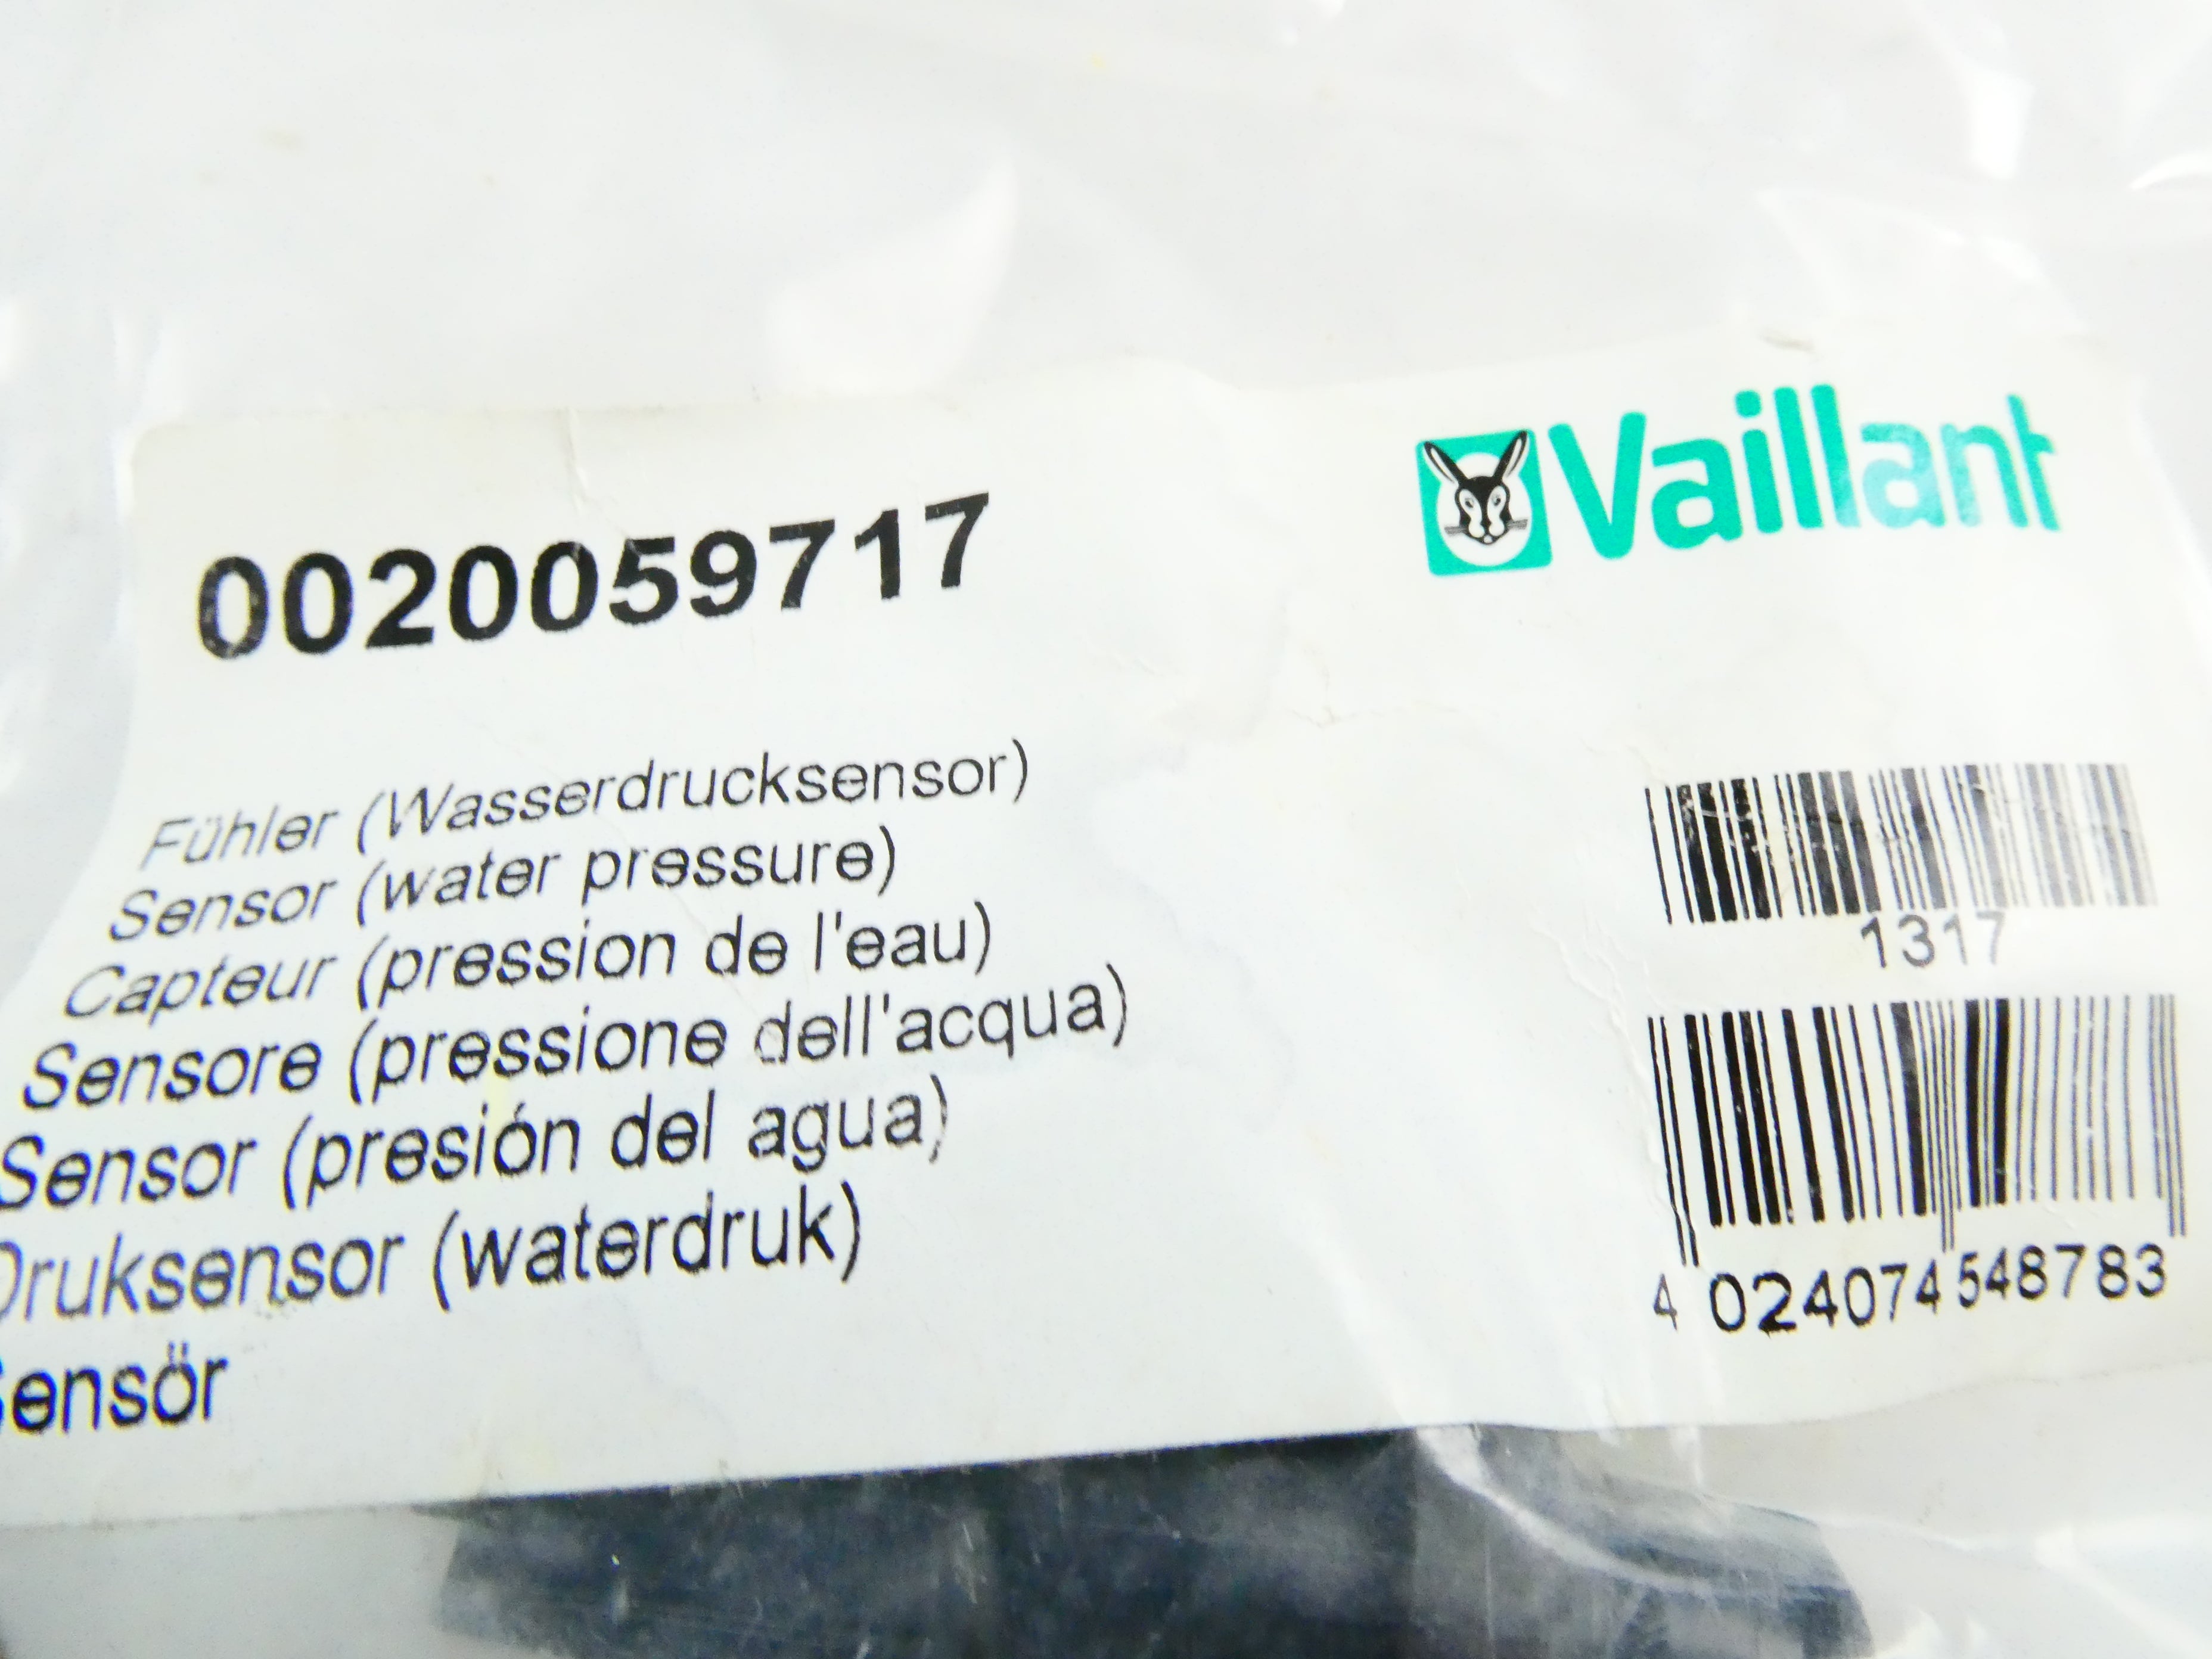 0020059717
Vaillant
Fühler (Wasserdrucksensor)
Sensor (water pressure)
Capteur (pression de l'eau)
Sensore (pressione dell'acqua)
Sensor (presión del agua)
Druksensor (waterdruk)
Sensör
1317
4 024074 548783